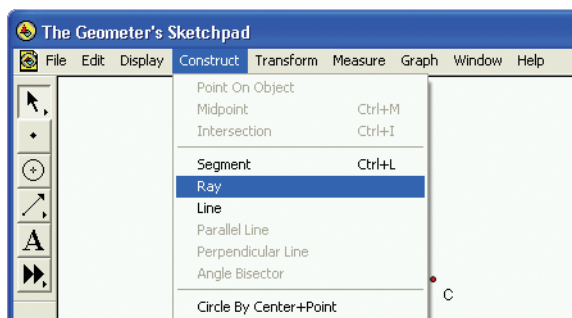 The Geometer's Sketchpad
File Edit Display Construct Transform Measure Graph Window Help
Point On Object
Midpoint Ctrl+M
Intersection Ctrl+I
Segment Ctrl+L
Ray
Line
Parallel Line
Perpendicular Line
Angle Bisector
A
C
Circle By Center+Point